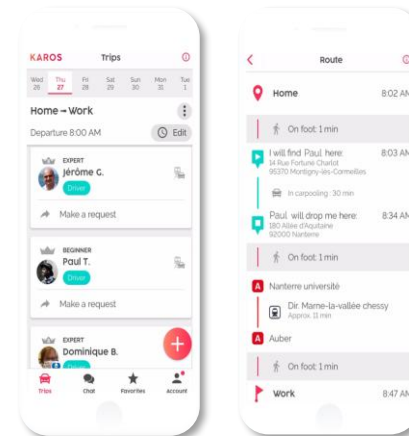 KAROS Trips
Wed Thu Fri Sat Sun Mon Tue
26 27 28 29 30 31 1
Home → Work
Departure 8:00 AM Edit
EXPERT
Jérôme G.
Driver
Make a request
BEGINNER
Paul T.
Driver
Make a request
EXPERT
Dominique B.
Trips Chat Favorites Account
Route
Home 8:02 AM
On foot: 1 min
I will find Paul here: 8:03 AM
14 Rue Fortuné Charlot
95370 Montigny-lès-Cormeilles
In carpooling : 30 min
Paul will drop me here: 8:34 AM
180 Allée d'Aquitaine
92000 Nanterre
On foot: 1 min
A Nanterre université
Dir. Marne-la-vallée chessy
Approx. 11 min
A Auber
On foot: 1 min
Work 8:47 AM